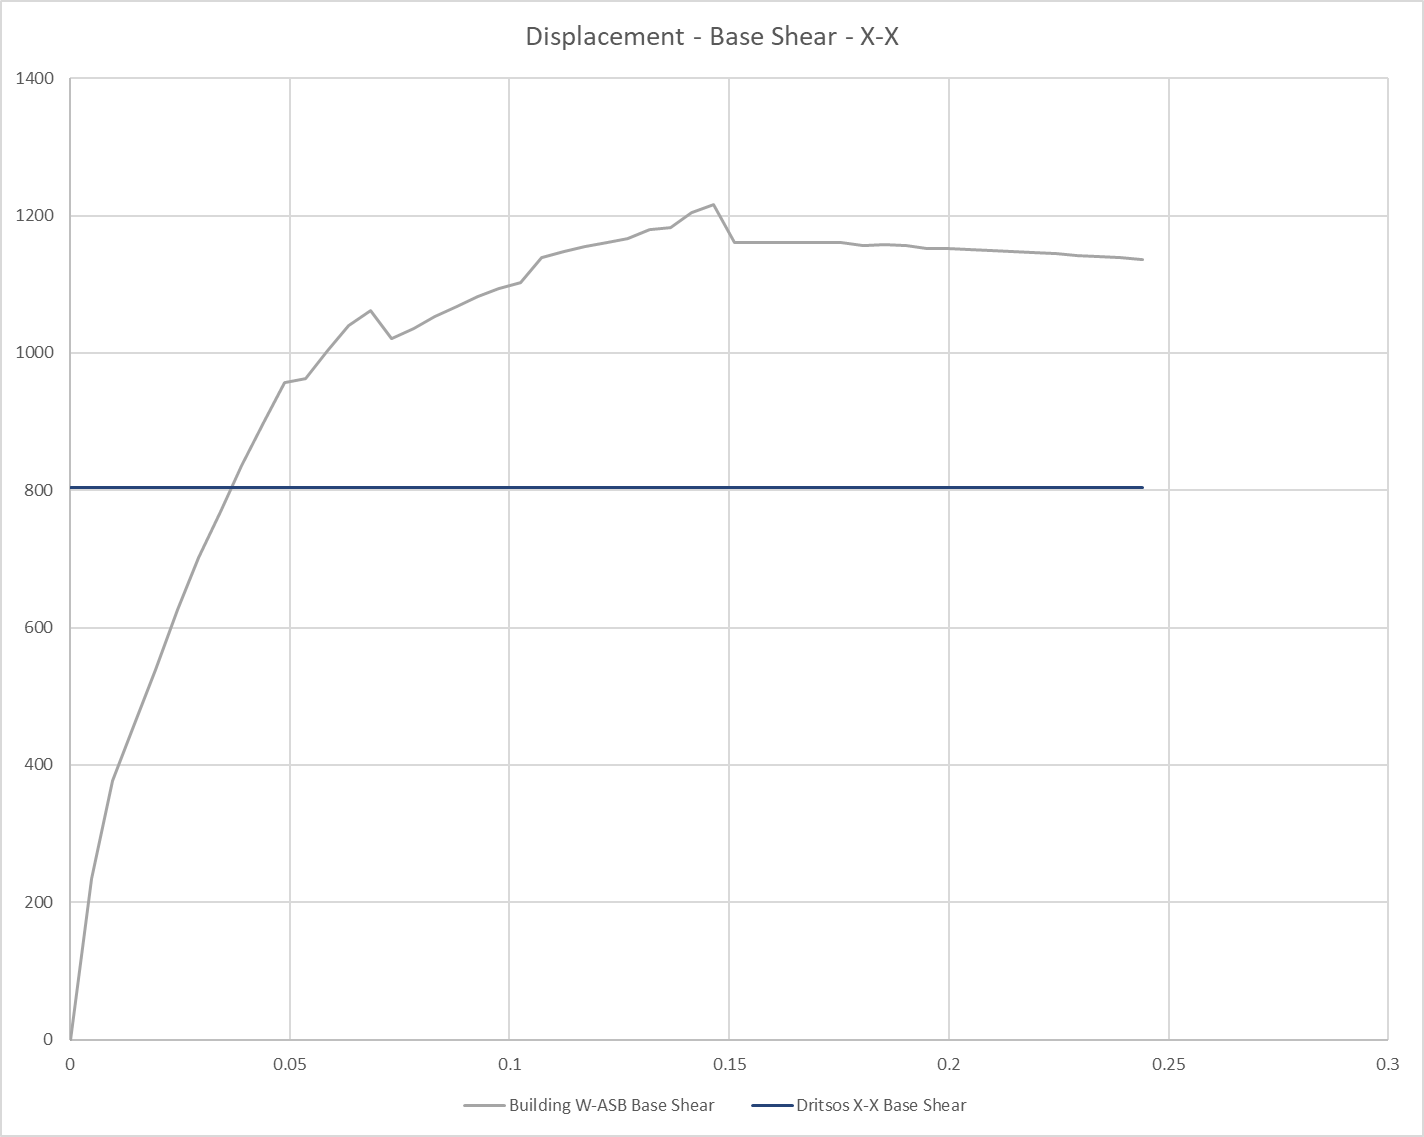 Displacement - Base Shear - X-X
1400
1200
1000
800
600
400
200
0
0 0.05 0.1 0.15 0.2 0.25 0.3
Building W-ASB Base Shear Dritsos X-X Base Shear